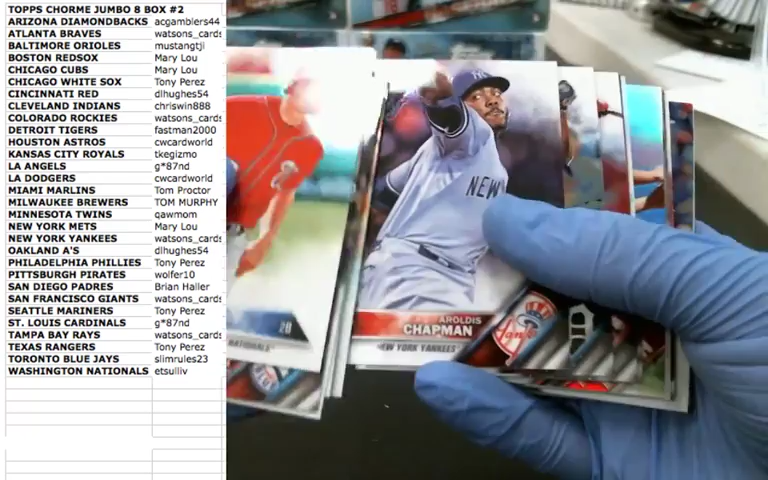 TOPPS CHORME JUMBO 8 BOX #2
ARIZONA DIAMONDBACKS acgamblers44
ATLANTA BRAVES watsons_cards
BALTIMORE ORIOLES mustangtji
BOSTON REDSOX Mary Lou
CHICAGO CUBS Mary Lou
CHICAGO WHITE SOX Tony Perez
CINCINNATI RED dlhughes54
CLEVELAND INDIANS chriswin888
COLORADO ROCKIES watsons_cards
DETROIT TIGERS fastman2000
HOUSTON ASTROS cwcardworld
KANSAS CITY ROYALS tkegizmo
LA ANGELS g*87nd
LA DODGERS cwcardworld
MIAMI MARLINS Tom Proctor
MILWAUKEE BREWERS TOM MURPHY
MINNESOTA TWINS qawmom
NEW YORK METS Mary Lou
NEW YORK YANKEES watsons_cards
OAKLAND A'S dlhughes54
PHILADELPHIA PHILLIES Tony Perez
PITTSBURGH PIRATES wolfer10
SAN DIEGO PADRES Brian Haller
SAN FRANCISCO GIANTS watsons_cards
SEATTLE MARINERS Tony Perez
ST. LOUIS CARDINALS g*87nd
TAMPA BAY RAYS watsons_cards
TEXAS RANGERS Tony Perez
TORONTO BLUE JAYS slimrules23
WASHINGTON NATIONALS etsulliv
NEW
AROLDIS
CHAPMAN
NEW YORK YANKEES
28
NATIONALS